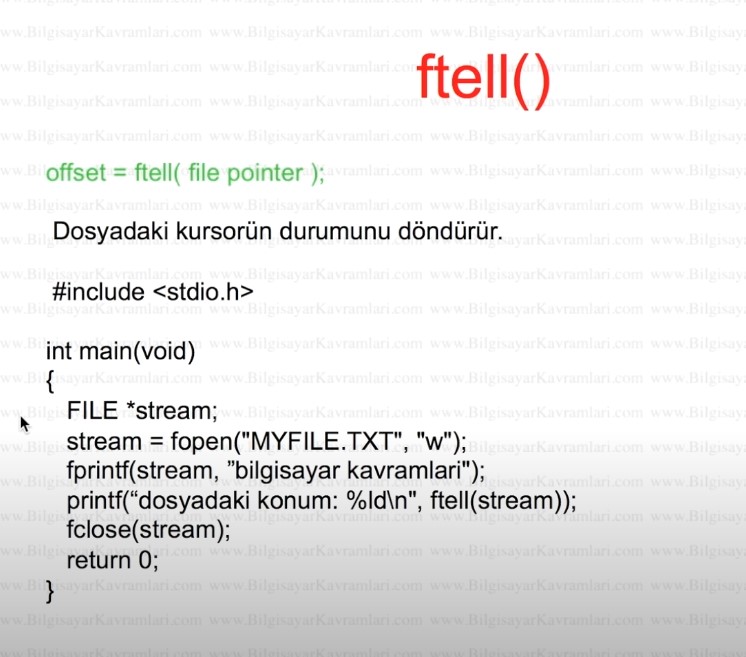 ftell()
offset = ftell( file pointer );
Dosyadaki kursorün durumunu döndürür.
#include <stdio.h>
int main(void)
{
FILE *stream;
stream = fopen("MYFILE.TXT", "w");
fprintf(stream, ”bilgisayar kavramlari");
printf(“dosyadaki konum: %ld\n", ftell(stream));
fclose(stream);
return 0;
}
www.BilgisayarKavramlari.com